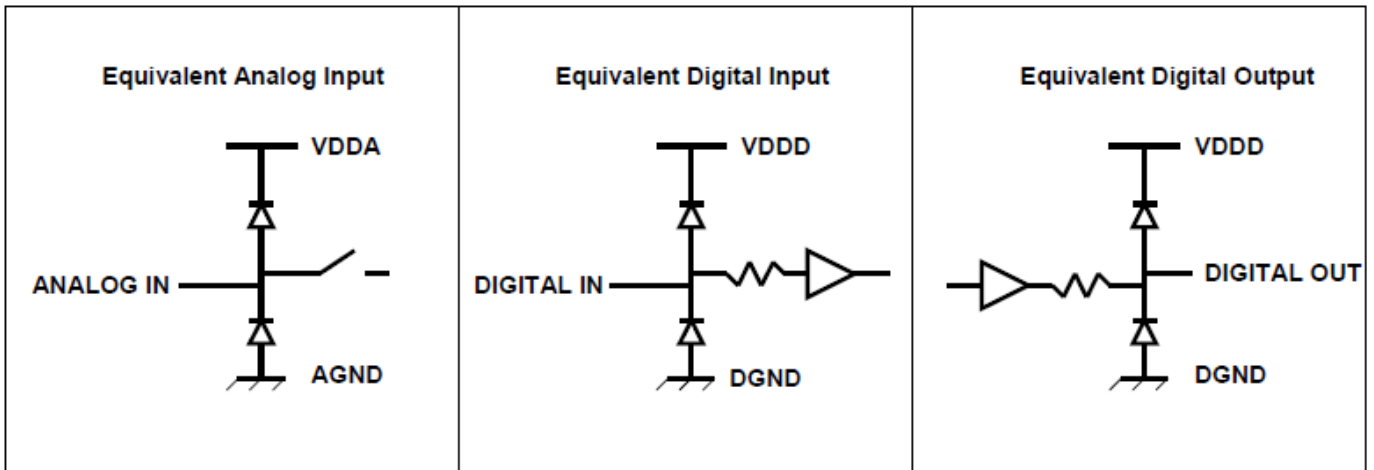 Equivalent Analog Input
VDDA
ANALOG IN
AGND
Equivalent Digital Input
VDDD
DIGITAL IN
DGND
Equivalent Digital Output
VDDD
DIGITAL OUT
DGND